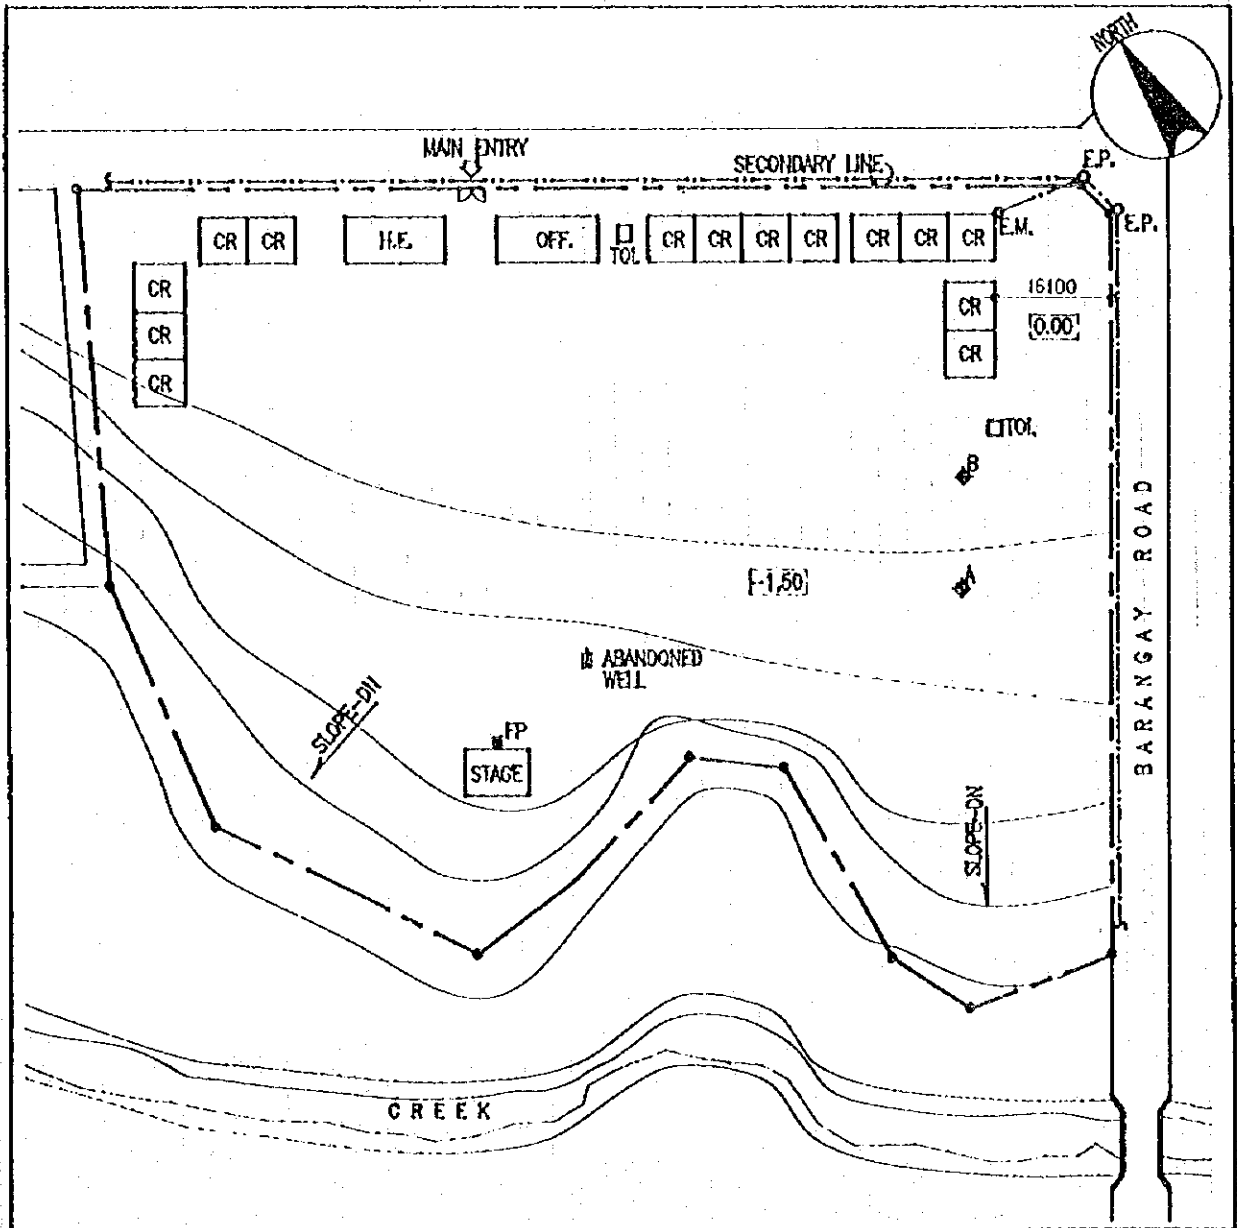 NORTH
MAIN ENTRY
SECONDARY LINE
E.P.
E.P.
E.M.
CR CR
H.E.
OFF.
TOI.
CR CR CR CR
CR CR CR
CR
CR
CR
CR
CR
16100
0.00
TOI.
B
A
-1.50
ABANDONED
WELL
SLOPE-DN
FP
STAGE
SLOPE-DN
BARANGAY ROAD
CREEK